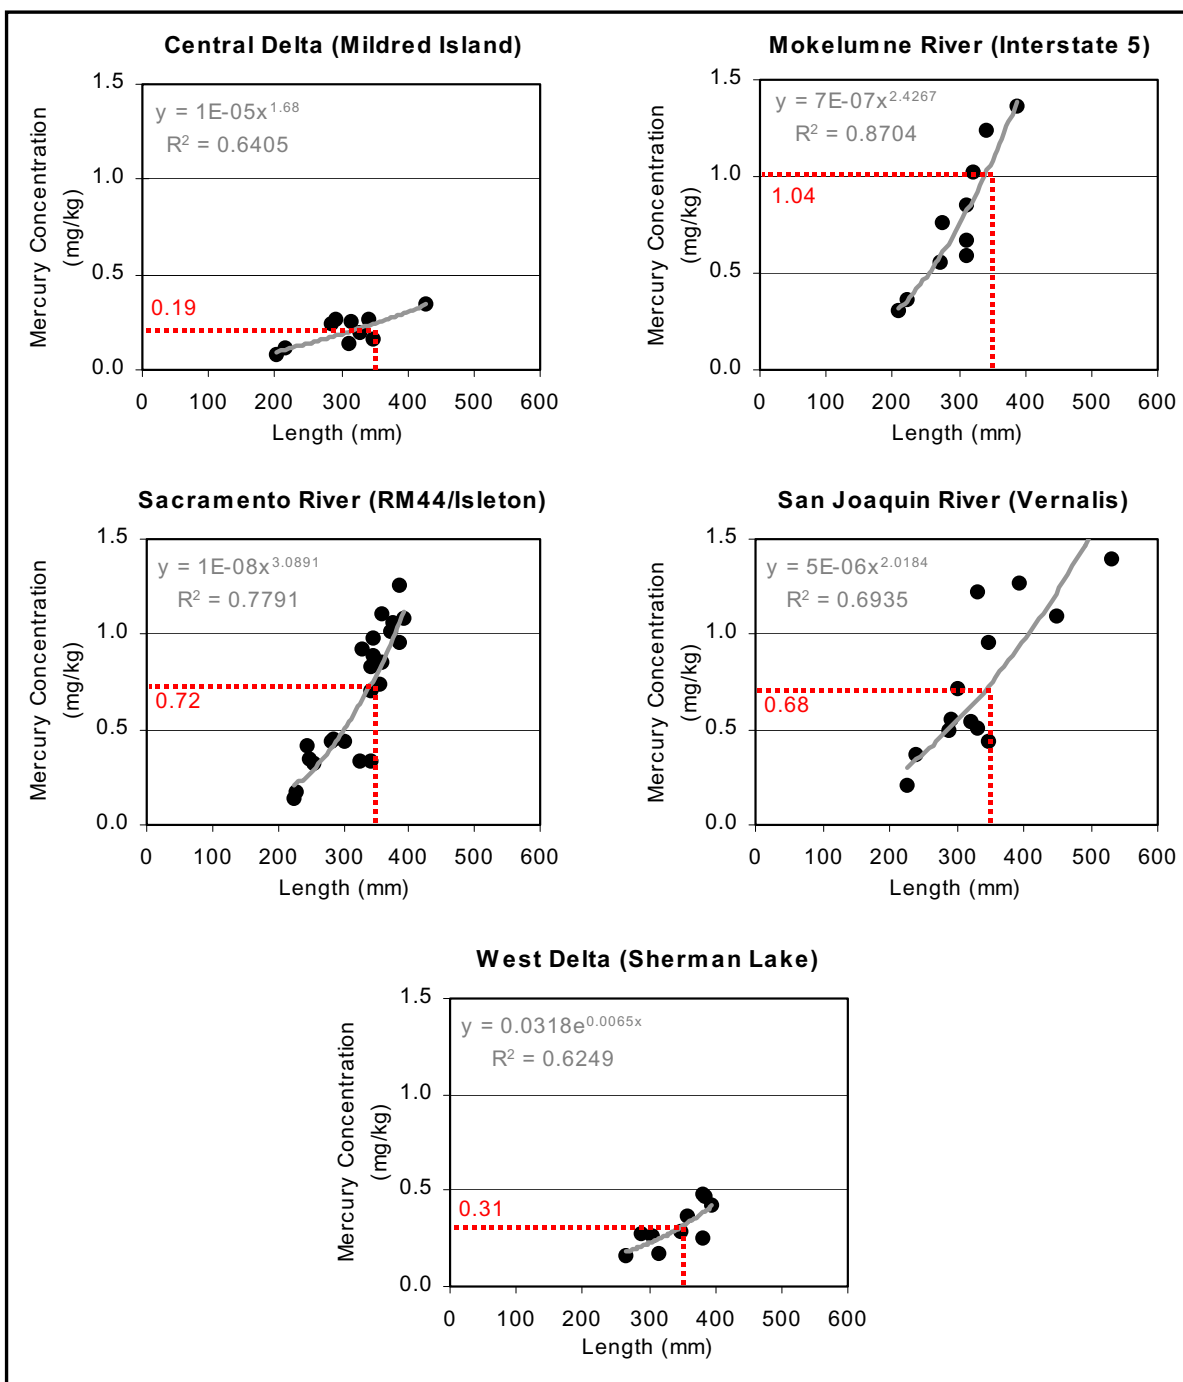 Central Delta (Mildred Island)
Mercury Concentration
(mg/kg)
1.5
1.0
0.5
0.0
y = 1E-05x^1.68
R² = 0.6405
0.19
0 100 200 300 400 500 600
Length (mm)
Mokelumne River (Interstate 5)
Mercury Concentration
(mg/kg)
1.5
1.0
0.5
0.0
y = 7E-07x^2.4267
R² = 0.8704
1.04
0 100 200 300 400 500 600
Length (mm)
Sacramento River (RM44/Isleton)
Mercury Concentration
(mg/kg)
1.5
1.0
0.5
0.0
y = 1E-08x^3.0891
R² = 0.7791
0.72
0 100 200 300 400 500 600
Length (mm)
San Joaquin River (Vernalis)
Mercury Concentration
(mg/kg)
1.5
1.0
0.5
0.0
y = 5E-06x^2.0184
R² = 0.6935
0.68
0 100 200 300 400 500 600
Length (mm)
West Delta (Sherman Lake)
Mercury Concentration
(mg/kg)
1.5
1.0
0.5
0.0
y = 0.0318e^0.0065x
R² = 0.6249
0.31
0 100 200 300 400 500 600
Length (mm)